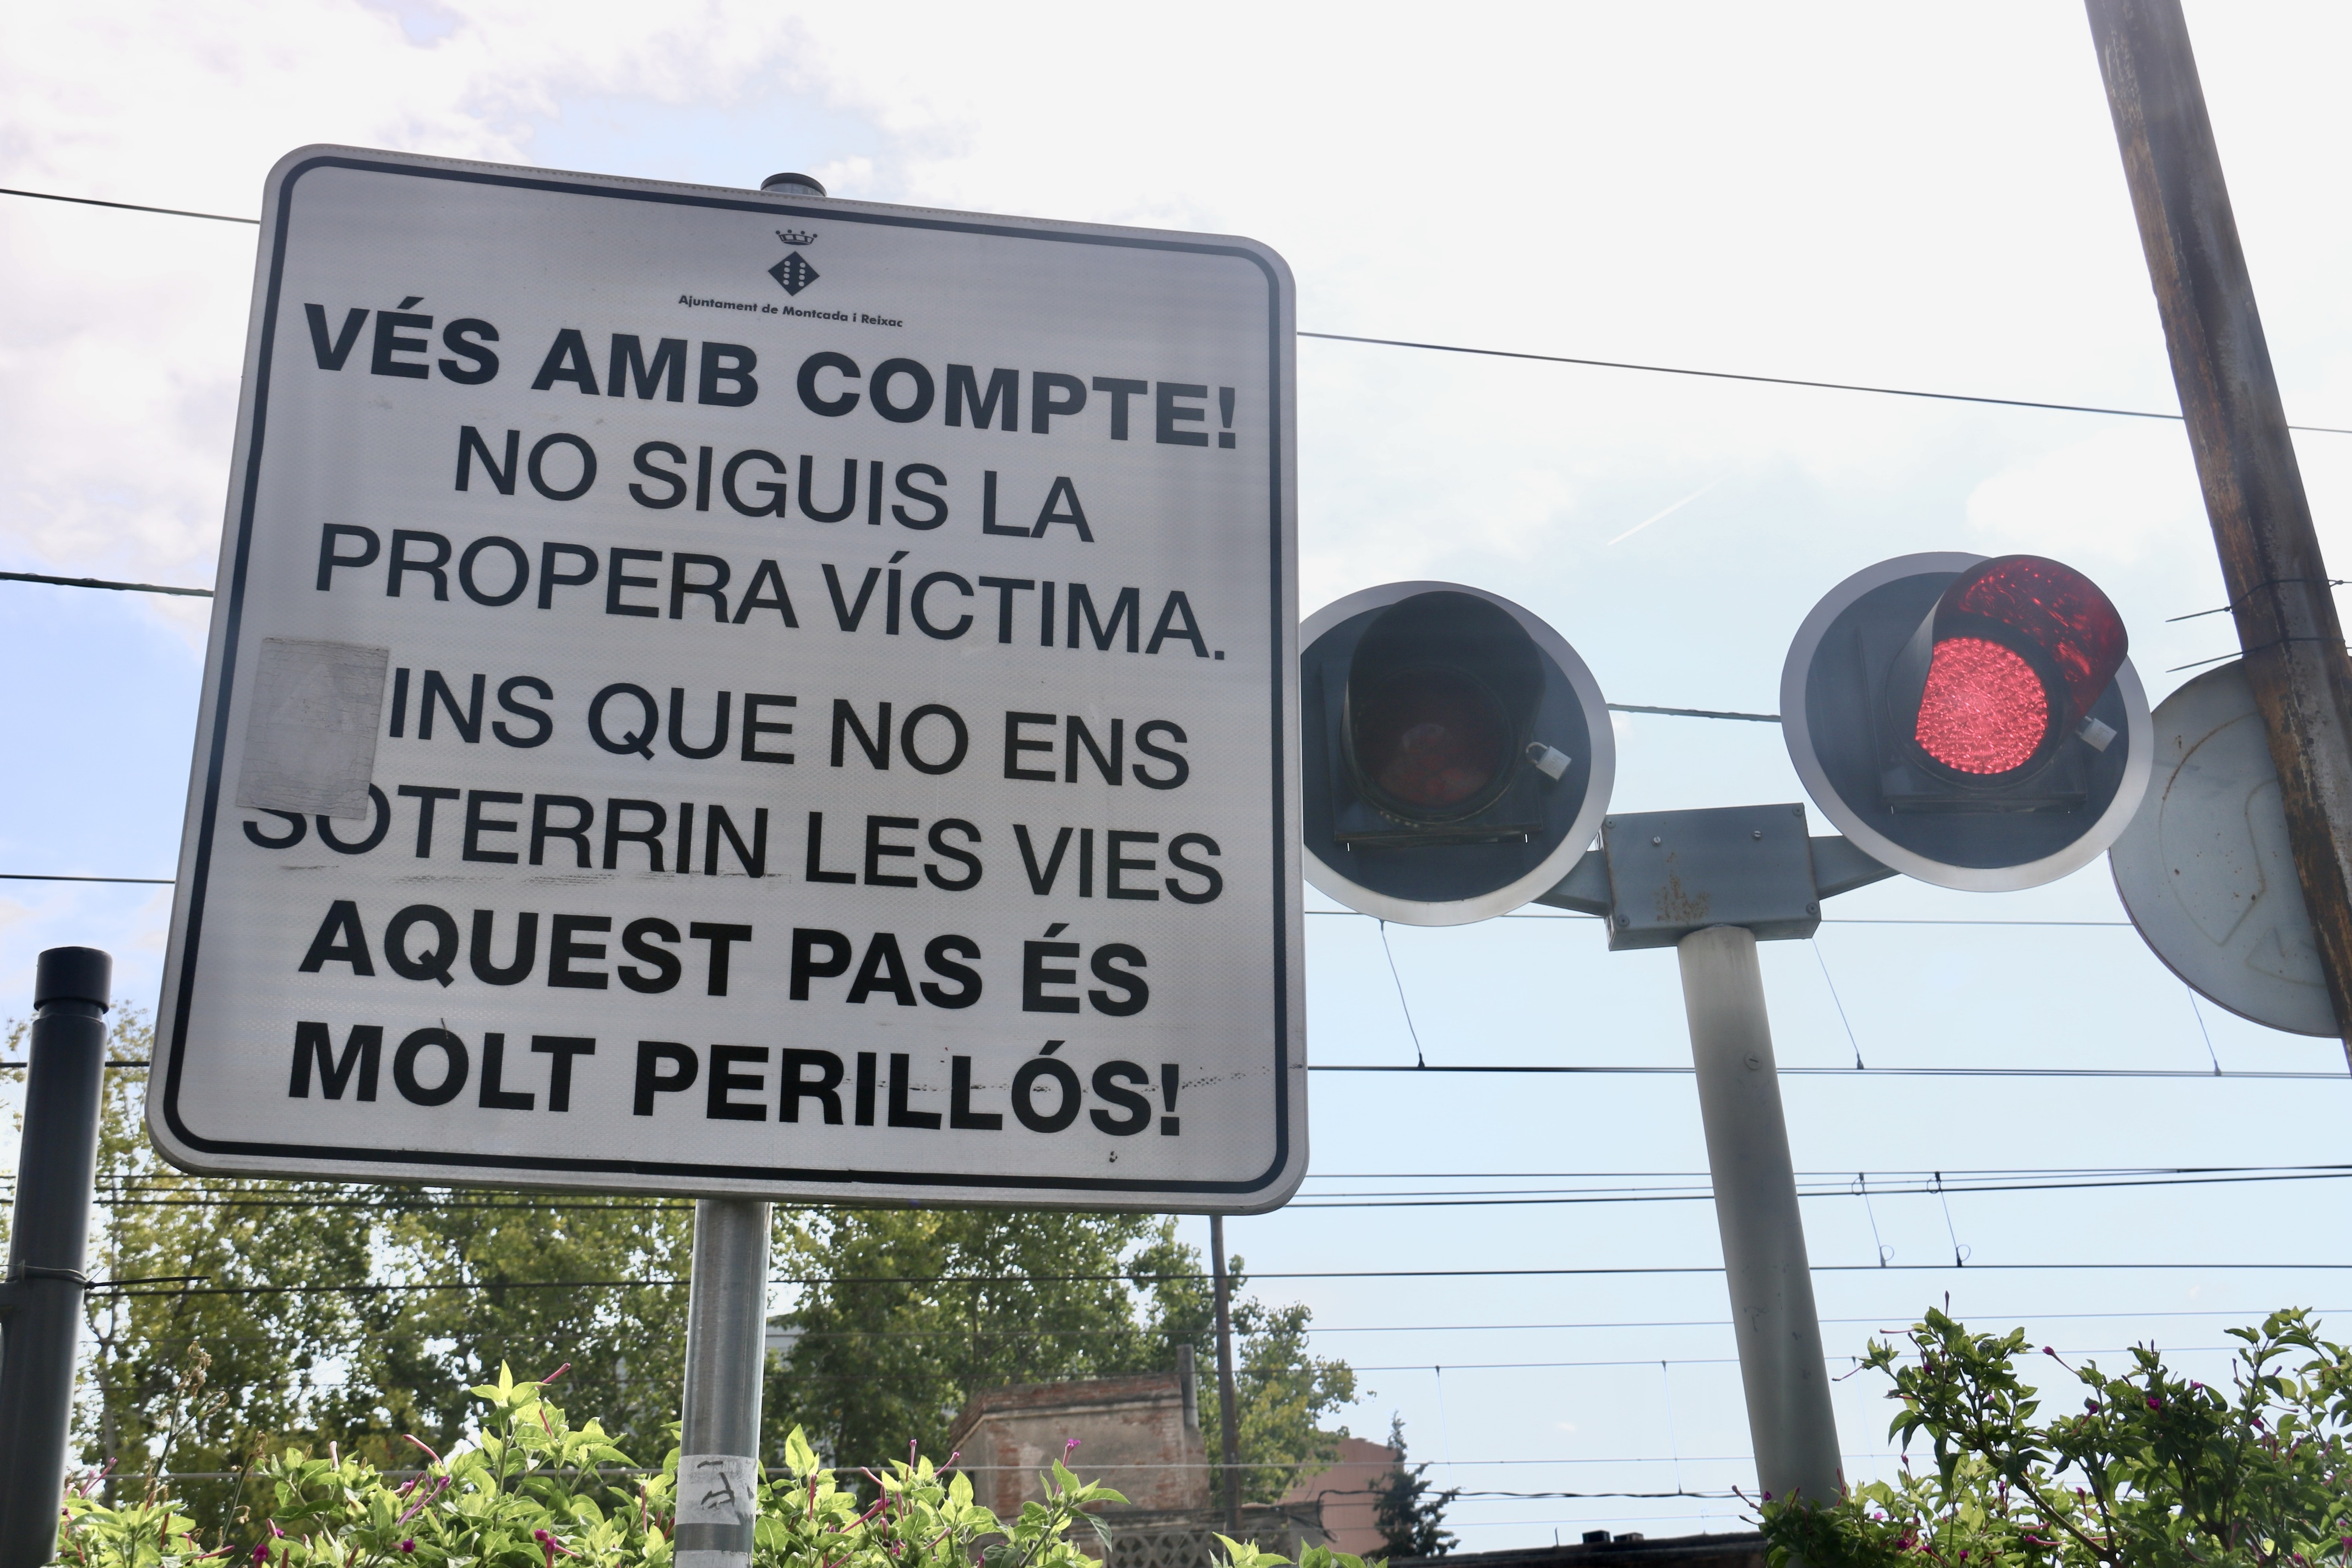 Ajuntament de Montcada i Reixac
VÉS AMB COMPTE!
NO SIGUIS LA
PROPERA VÍCTIMA.
INS QUE NO ENS
SOTERRIN LES VIES
AQUEST PAS ÉS
MOLT PERILLÓS!